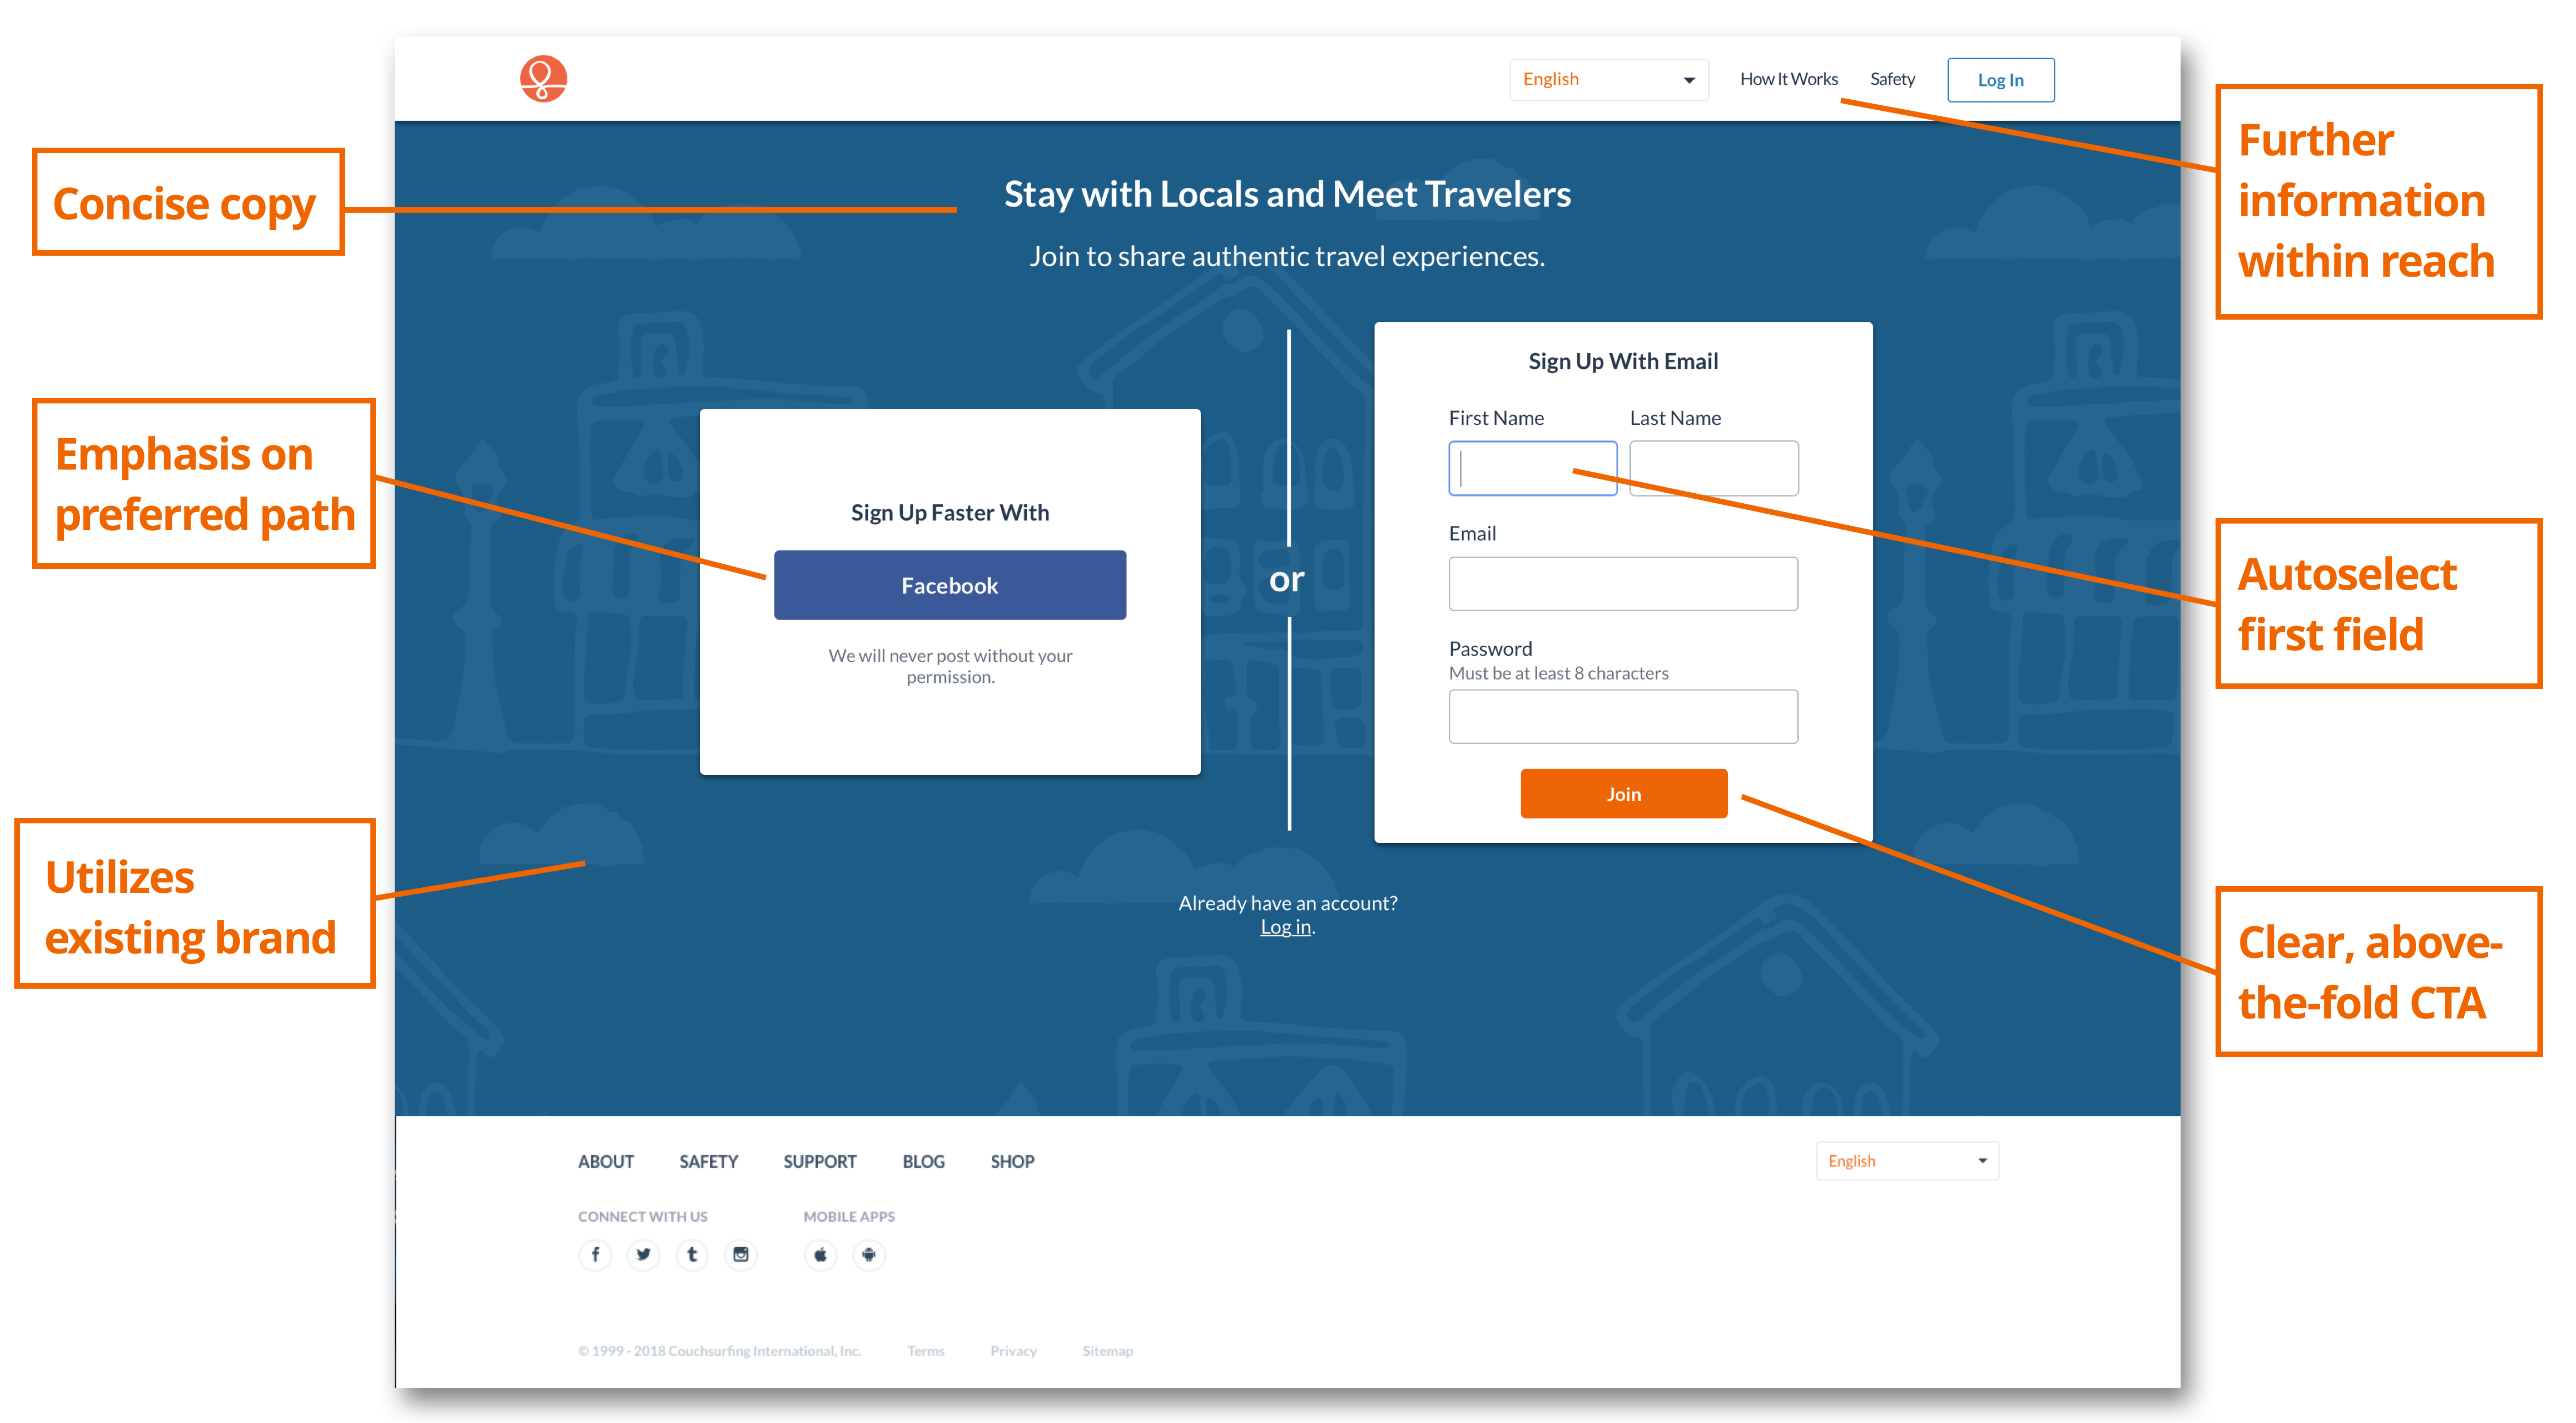 English
How It Works
Safety
Log In
Concise copy
Further
information
within reach
Stay with Locals and Meet Travelers
Join to share authentic travel experiences.
Emphasis on
preferred path
Sign Up Faster With
Facebook
We will never post without your
permission.
or
Sign Up With Email
First Name
Last Name
Email
Password
Must be at least 8 characters
Join
Autoselect
first field
Utilizes
existing brand
Clear, above-
the-fold CTA
Already have an account?
Log in.
ABOUT
SAFETY
SUPPORT
BLOG
SHOP
English
CONNECT WITH US
MOBILE APPS
© 1999 - 2018 Couchsurfing International, Inc.
Terms
Privacy
Sitemap